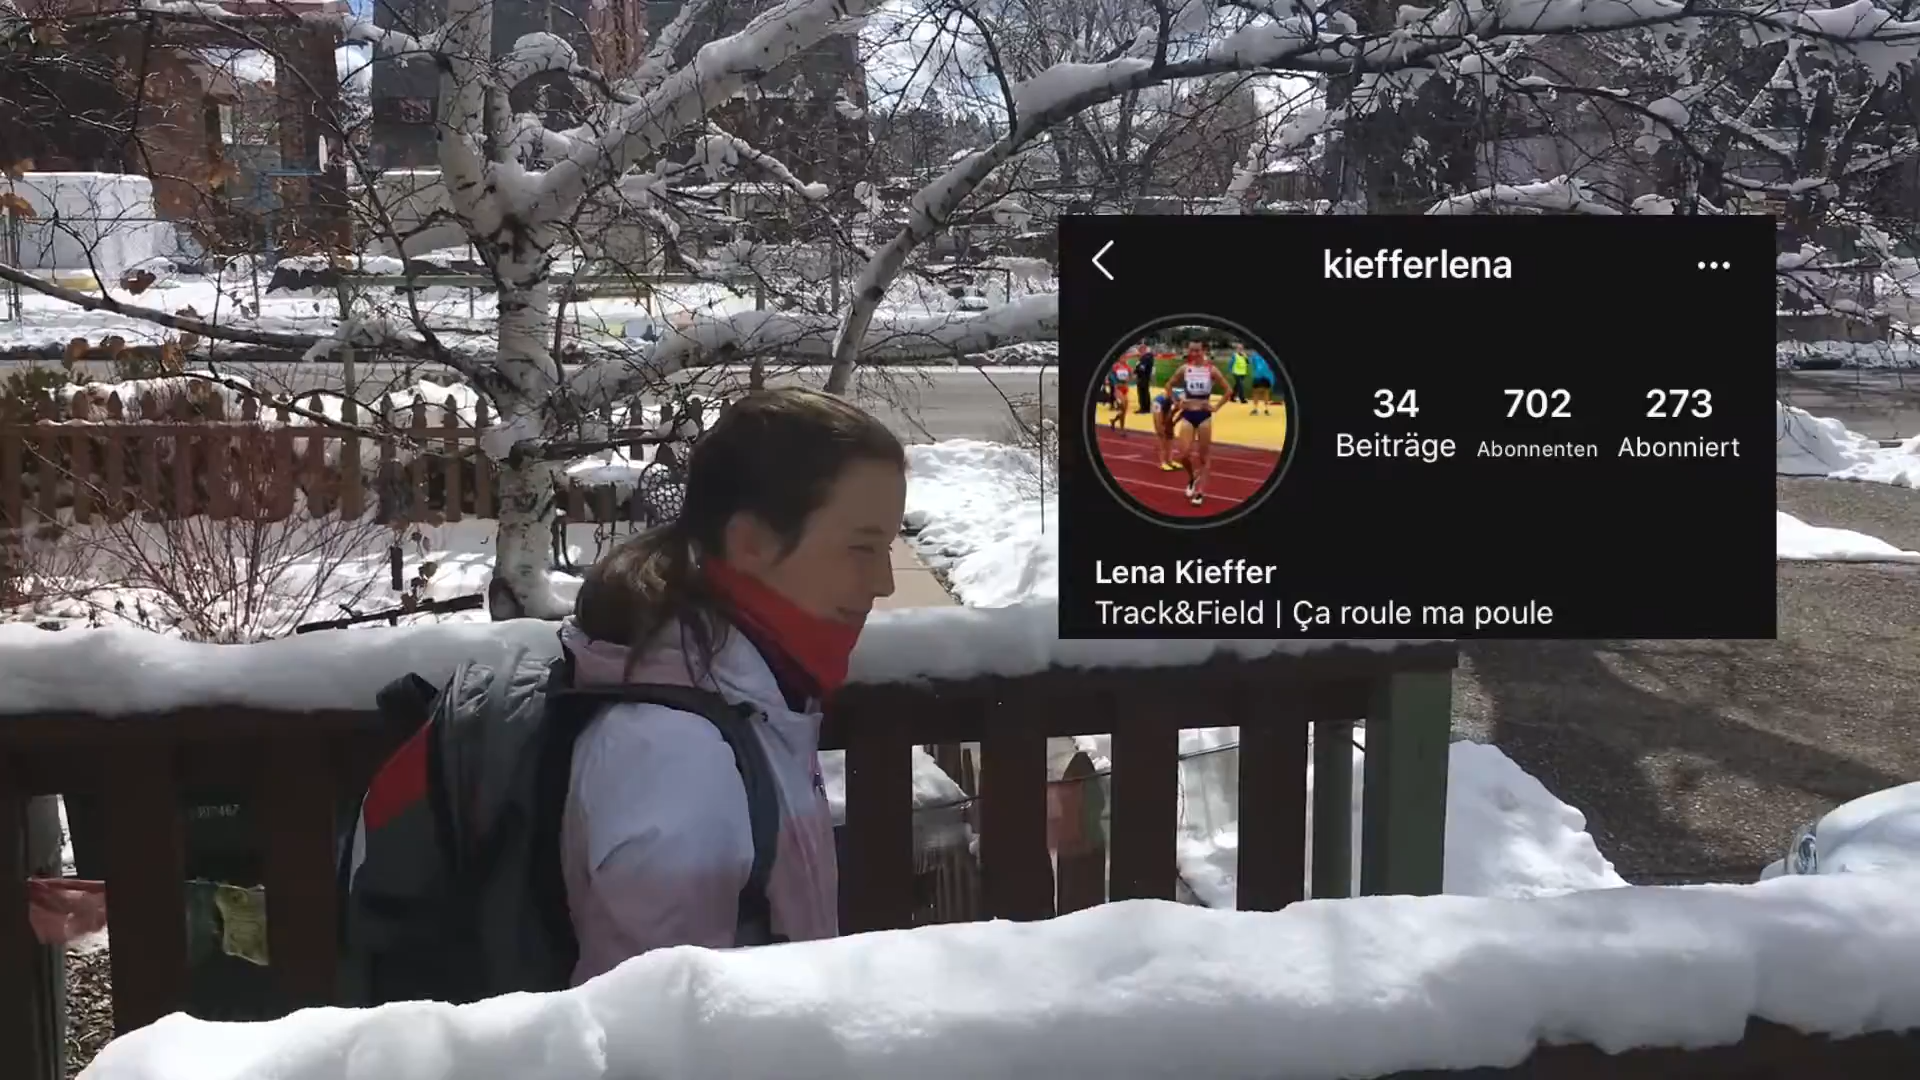 kiefferlena
34 702 273
Beiträge Abonnenten Abonniert
Lena Kieffer
Track&Field | Ça roule ma poule